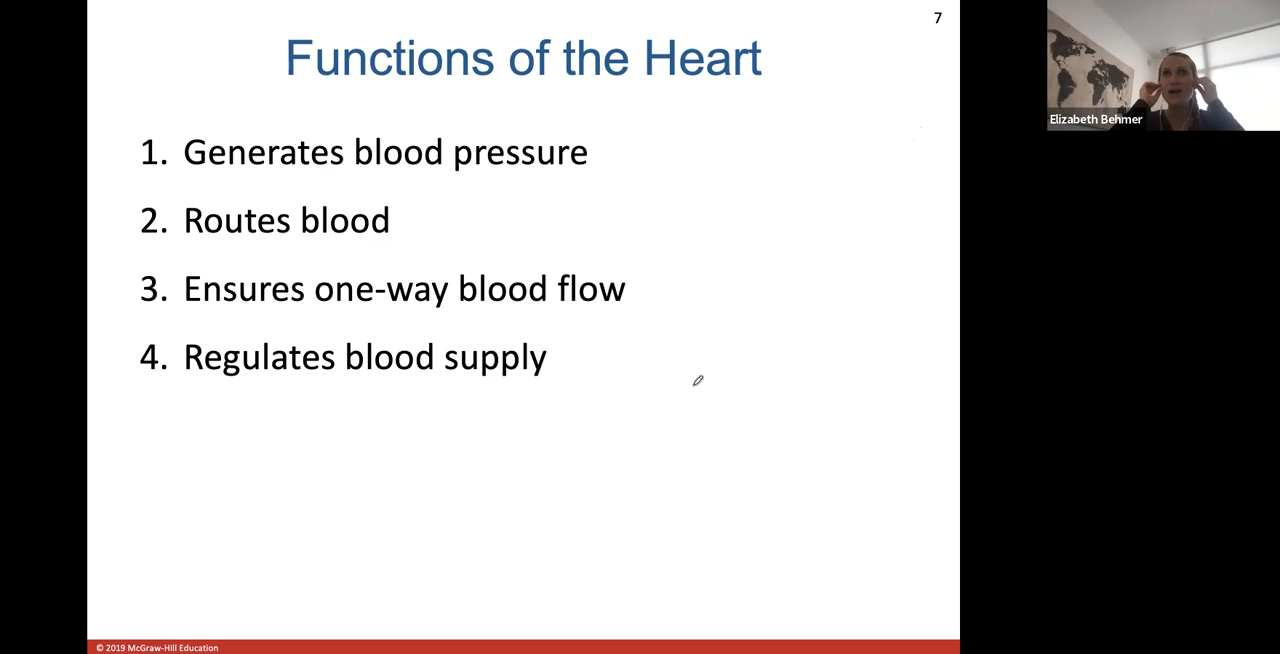 7
Functions of the Heart
1. Generates blood pressure
2. Routes blood
3. Ensures one-way blood flow
4. Regulates blood supply
© 2019 McGraw-Hill Education
Elizabeth Behmer